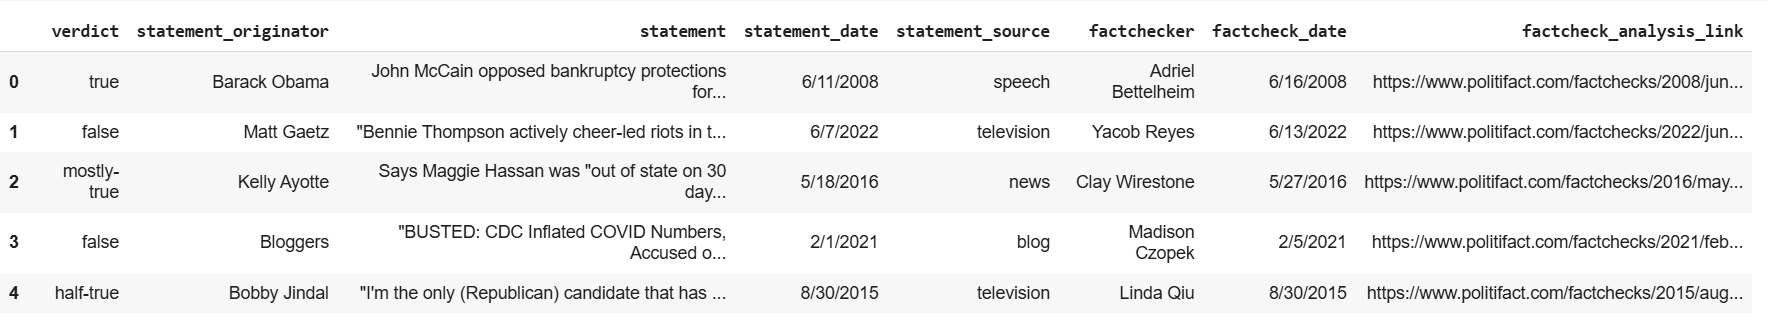 verdict statement_originator statement statement_date statement_source factchecker factcheck_date factcheck_analysis_link
0 true Barack Obama John McCain opposed bankruptcy protections for... 6/11/2008 speech Adriel Bettelheim 6/16/2008 https://www.politifact.com/factchecks/2008/jun...
1 false Matt Gaetz "Bennie Thompson actively cheer-led riots in t... 6/7/2022 television Yacob Reyes 6/13/2022 https://www.politifact.com/factchecks/2022/jun...
2 mostly-true Kelly Ayotte Says Maggie Hassan was "out of state on 30 day... 5/18/2016 news Clay Wirestone 5/27/2016 https://www.politifact.com/factchecks/2016/may...
3 false Bloggers "BUSTED: CDC Inflated COVID Numbers, Accused o... 2/1/2021 blog Madison Czopek 2/5/2021 https://www.politifact.com/factchecks/2021/feb...
4 half-true Bobby Jindal "I'm the only (Republican) candidate that has ... 8/30/2015 television Linda Qiu 8/30/2015 https://www.politifact.com/factchecks/2015/aug...